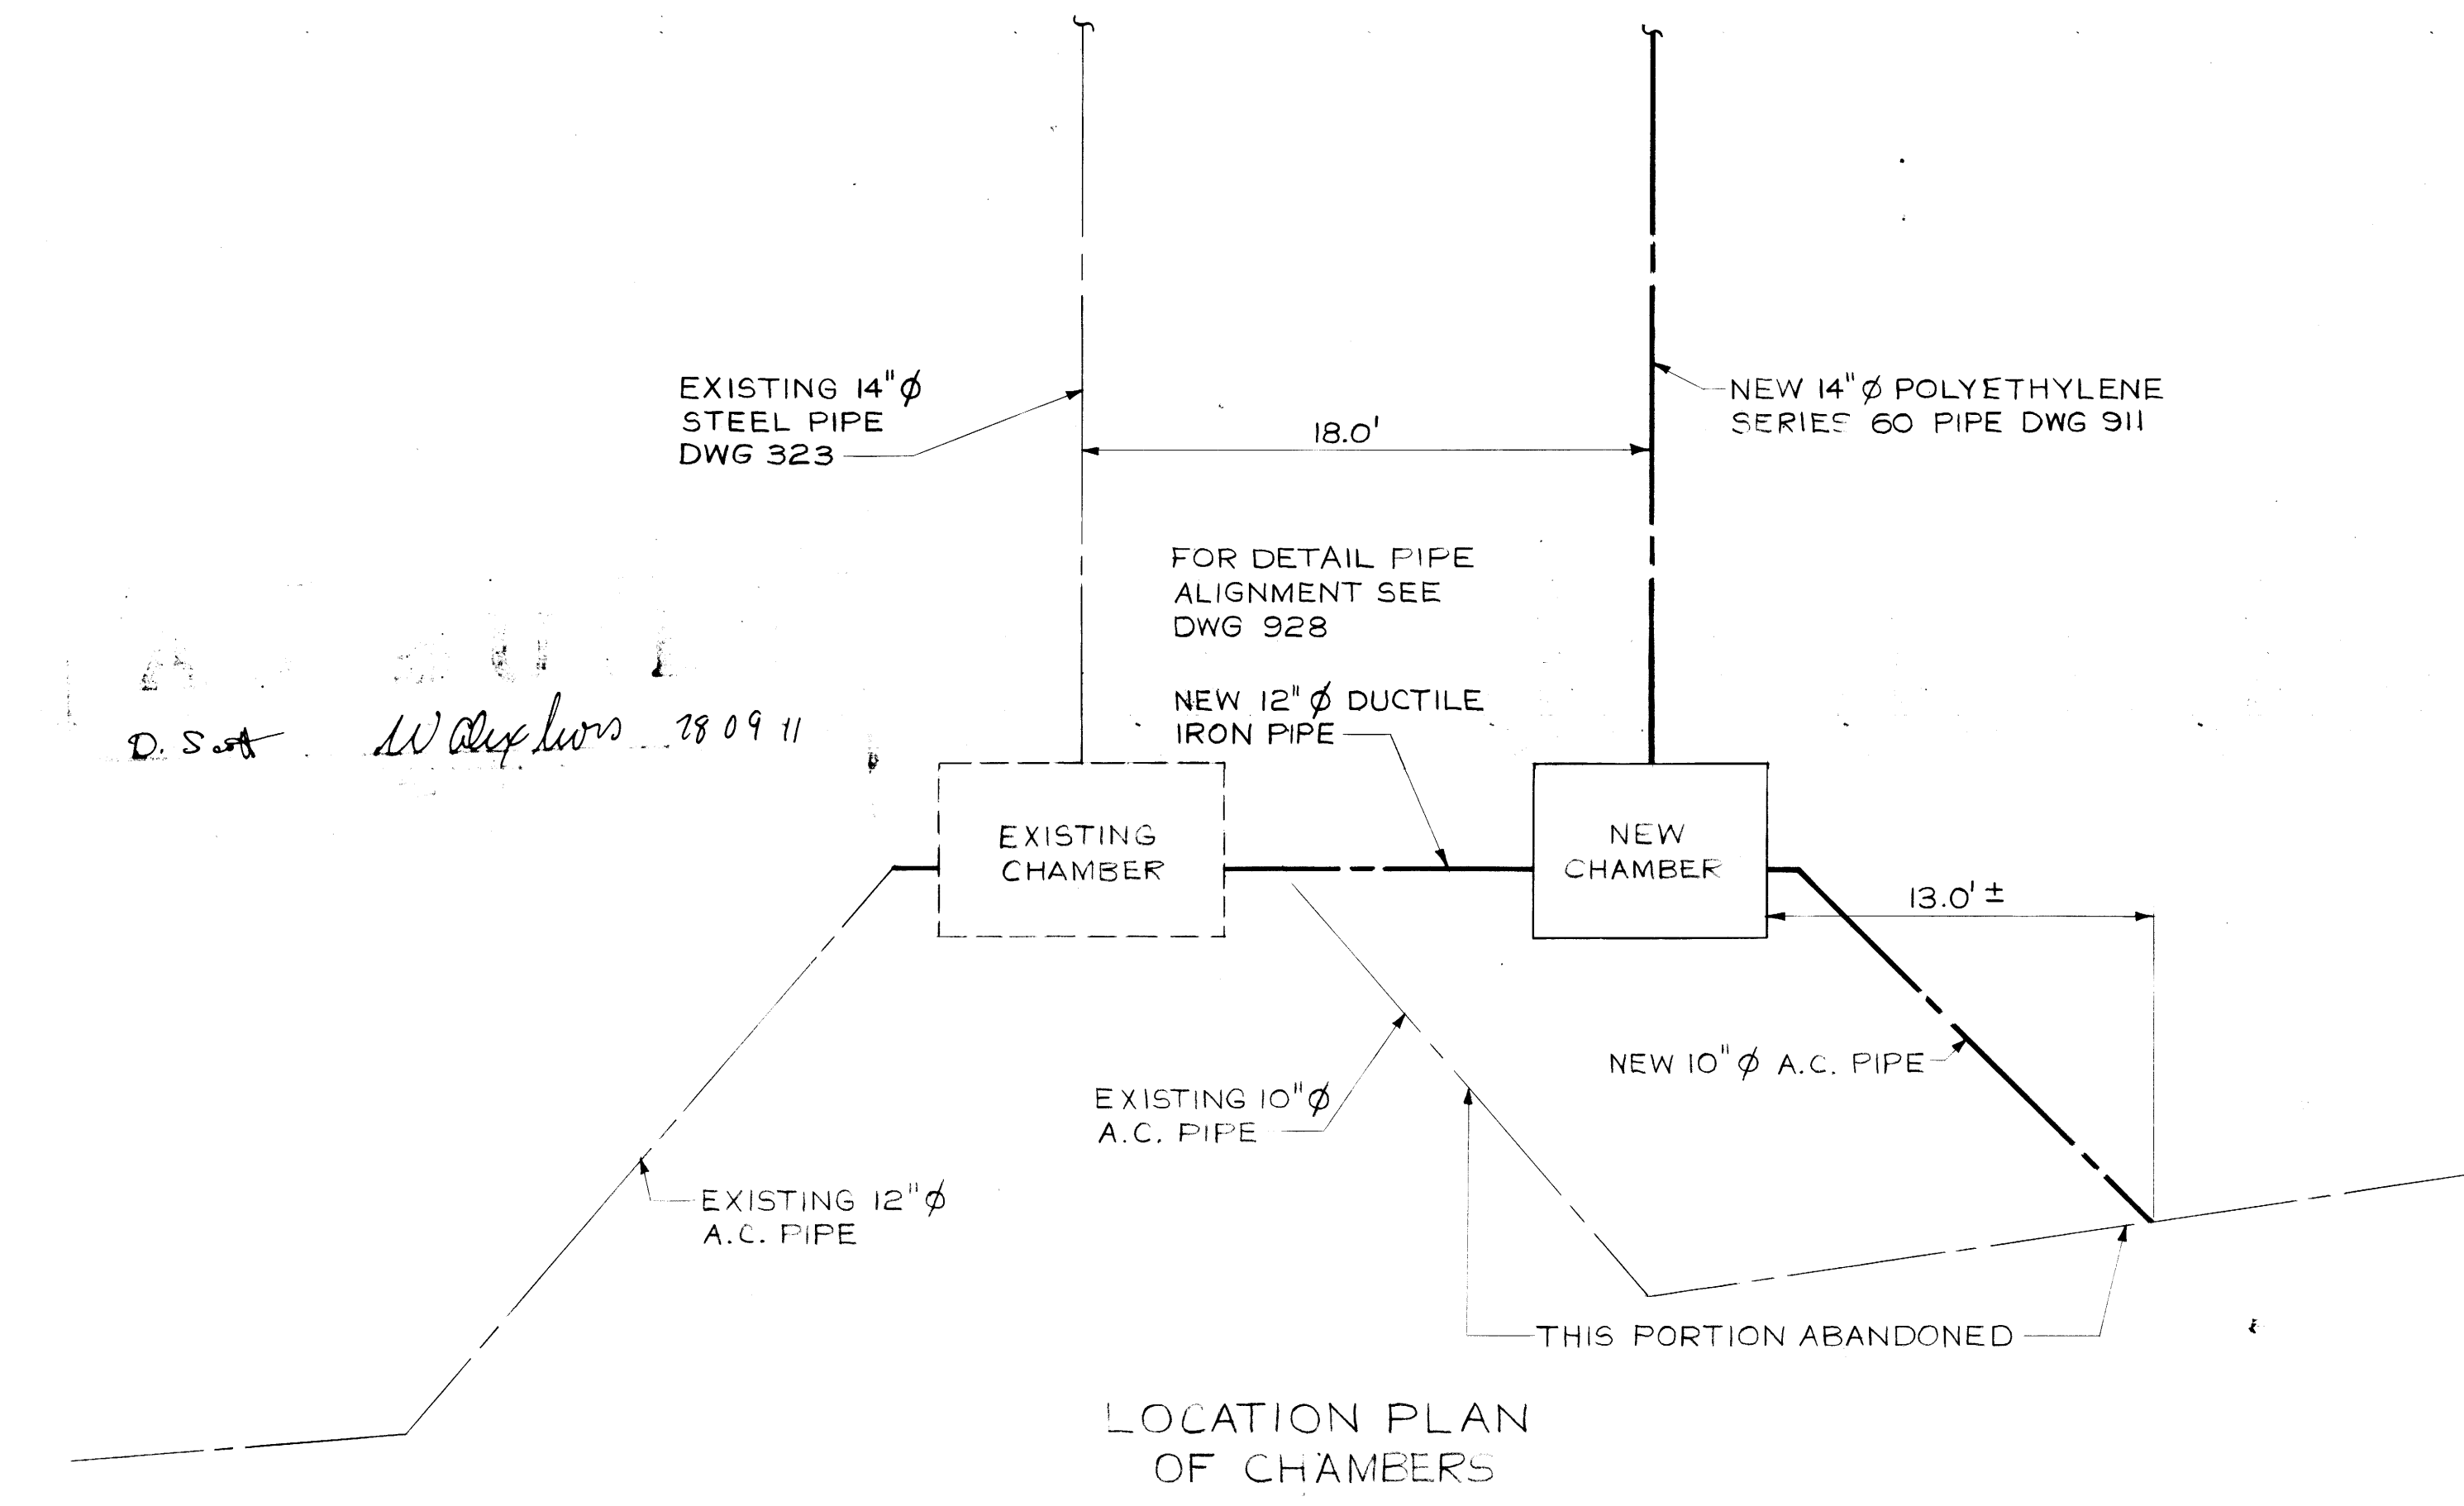 EXISTING 14"Ø
STEEL PIPE
DWG 323
18.0'
NEW 14"Ø POLYETHYLENE
SERIES 60 PIPE DWG 911
FOR DETAIL PIPE
ALIGNMENT SEE
DWG 928
NEW 12"Ø DUCTILE
IRON PIPE
D. Scott
78 09 11
EXISTING
CHAMBER
NEW
CHAMBER
13.0' ±
NEW 10"Ø A.C. PIPE
EXISTING 10"Ø
A.C. PIPE
EXISTING 12"Ø
A.C. PIPE
THIS PORTION ABANDONED
LOCATION PLAN
OF CHAMBERS